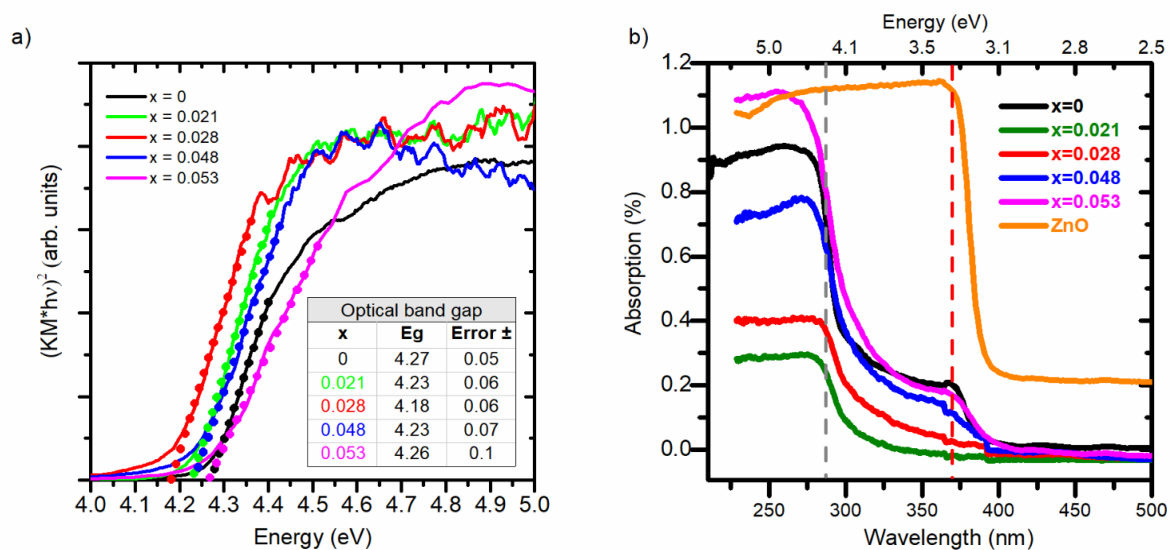 a)
x = 0
x = 0.021
x = 0.028
x = 0.048
x = 0.053
(KM*hν)² (arb. units)
Optical band gap
x Eg Error ±
0 4.27 0.05
0.021 4.23 0.06
0.028 4.18 0.06
0.048 4.23 0.07
0.053 4.26 0.1
4.0 4.1 4.2 4.3 4.4 4.5 4.6 4.7 4.8 4.9 5.0
Energy (eV)
b)
Energy (eV)
5.0 4.1 3.5 3.1 2.8 2.5
1.2
1.0
0.8
0.6
0.4
0.2
0.0
Absorption (%)
x=0
x=0.021
x=0.028
x=0.048
x=0.053
ZnO
250 300 350 400 450 500
Wavelength (nm)